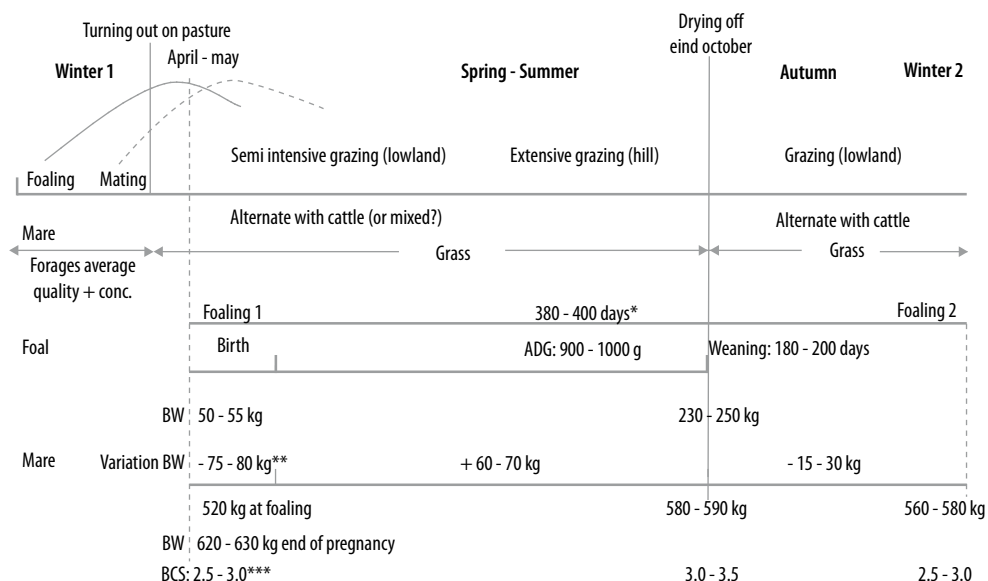 Drying off
eind october
Turning out on pasture
April - may
Winter 1
Spring - Summer
Autumn
Winter 2
Semi intensive grazing (lowland)
Extensive grazing (hill)
Grazing (lowland)
Foaling
Mating
Alternate with cattle (or mixed?)
Alternate with cattle
Mare
Grass
Grass
Forages average
quality + conc.
Foaling 1
380 - 400 days*
Foaling 2
Foal
Birth
ADG: 900 - 1000 g
Weaning: 180 - 200 days
BW
50 - 55 kg
230 - 250 kg
Mare
Variation BW
- 75 - 80 kg**
+ 60 - 70 kg
- 15 - 30 kg
520 kg at foaling
580 - 590 kg
560 - 580 kg
BW
620 - 630 kg end of pregnancy
BCS: 2.5 - 3.0***
3.0 - 3.5
2.5 - 3.0